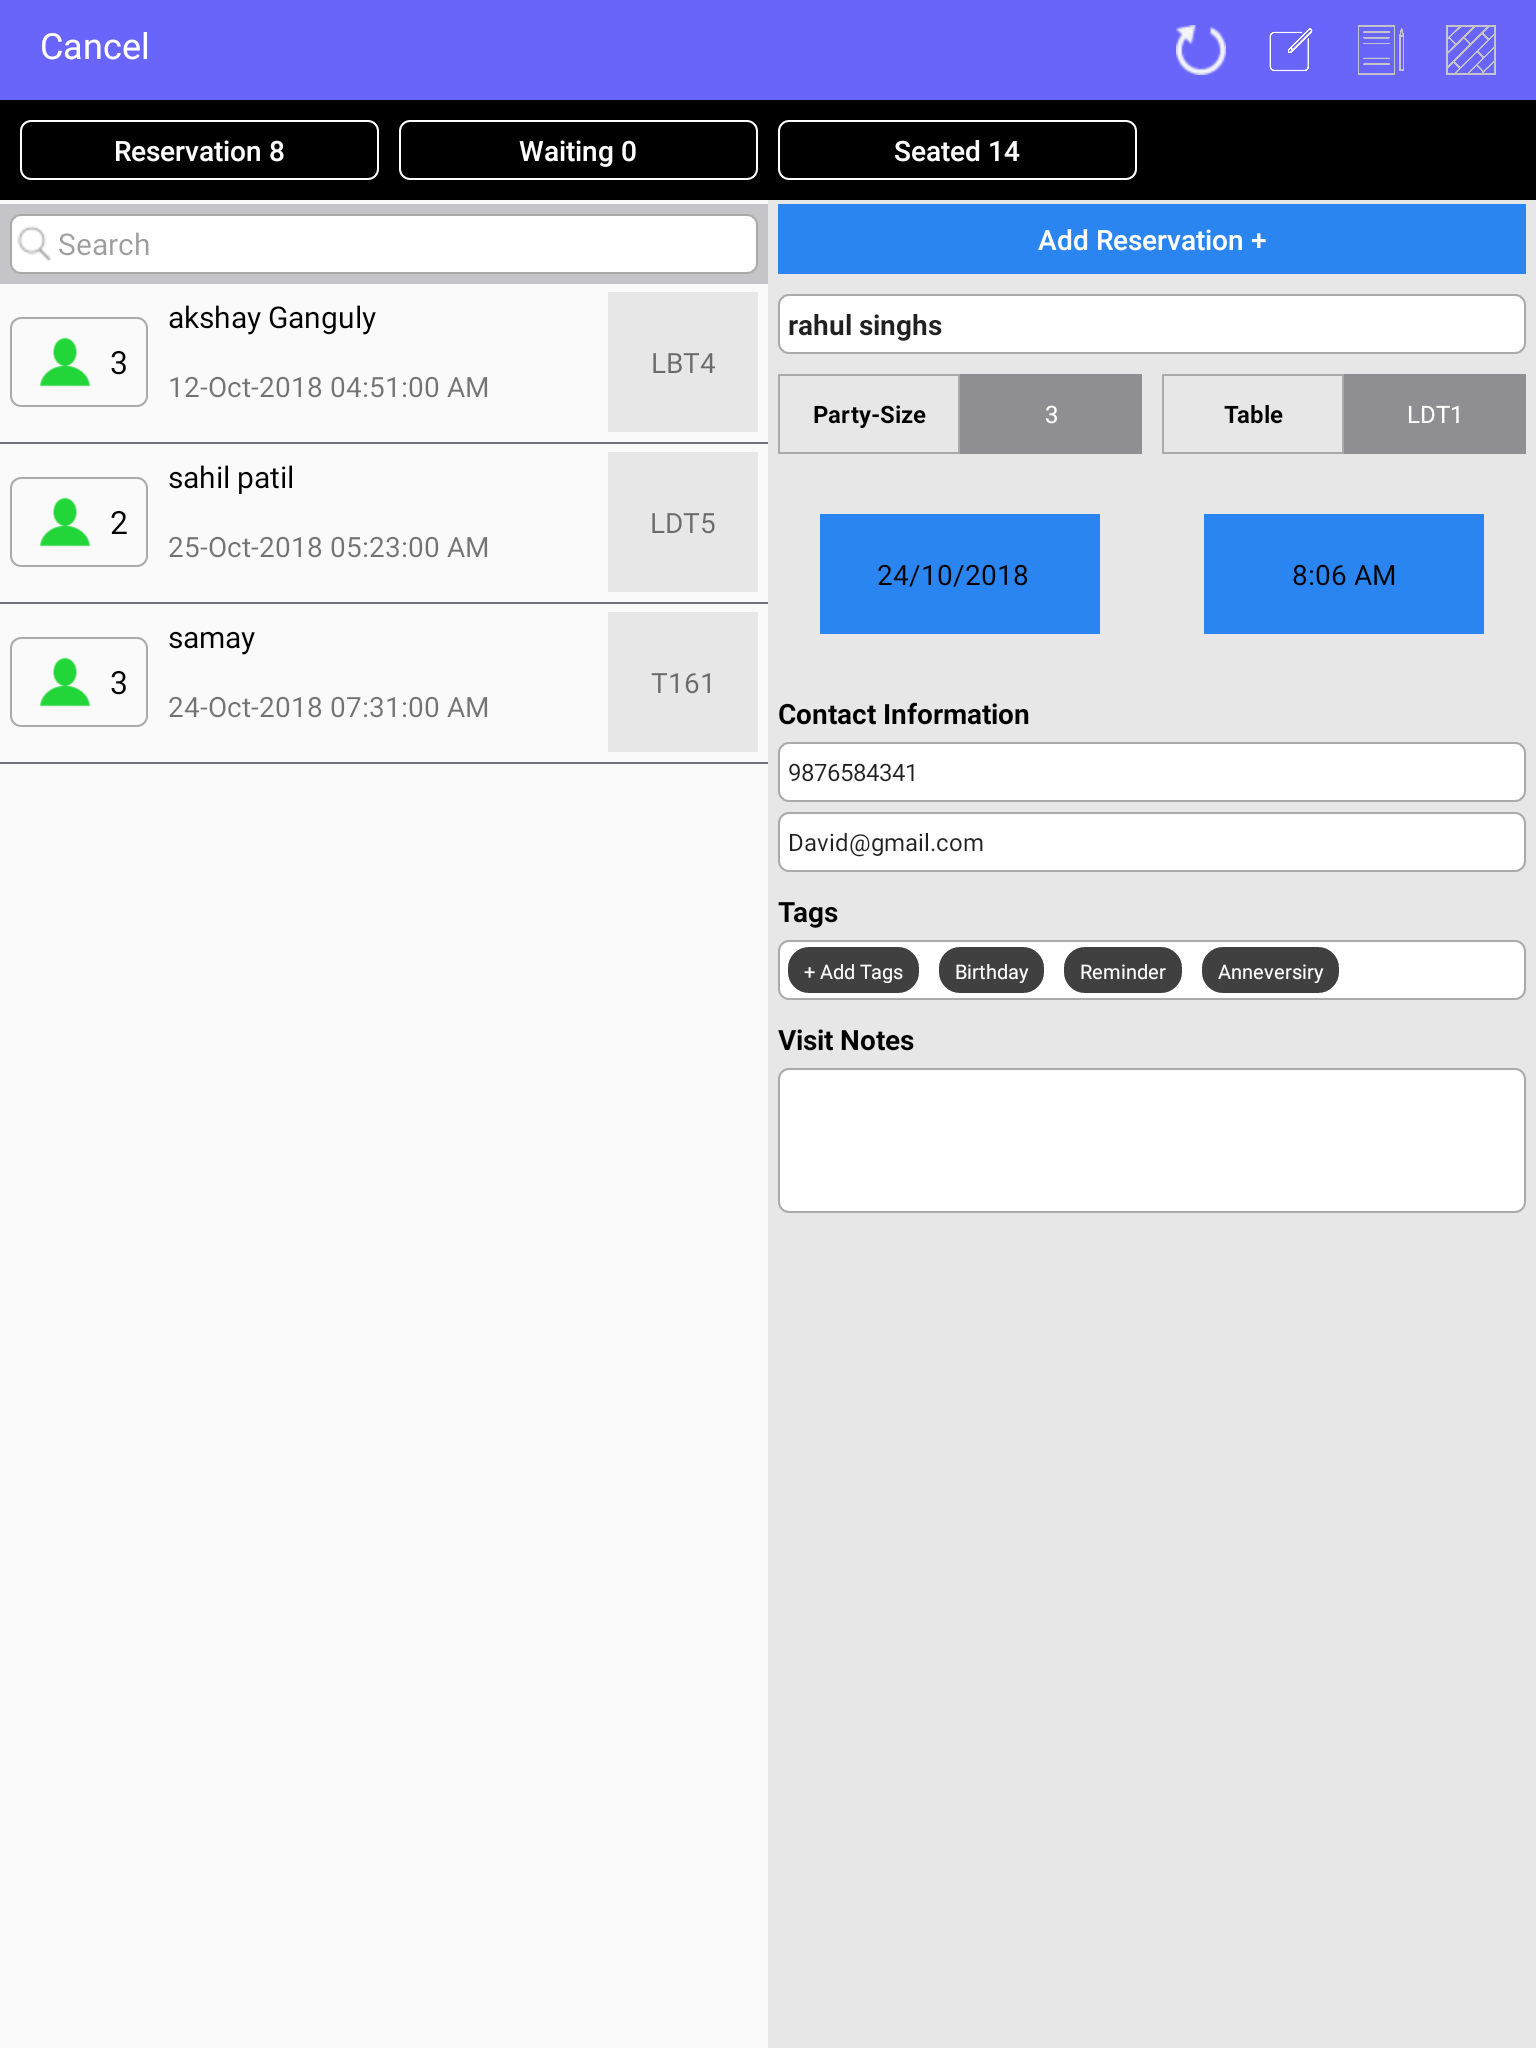 Cancel
Reservation 8
Waiting 0
Seated 14
Search
akshay Ganguly
3
12-Oct-2018 04:51:00 AM
LBT4
sahil patil
2
25-Oct-2018 05:23:00 AM
LDT5
samay
3
24-Oct-2018 07:31:00 AM
T161
Add Reservation +
rahul singhs
Party-Size 3 Table LDT1
24/10/2018 8:06 AM
Contact Information
9876584341
David@gmail.com
Tags
+ Add Tags Birthday Reminder Anneversiry
Visit Notes